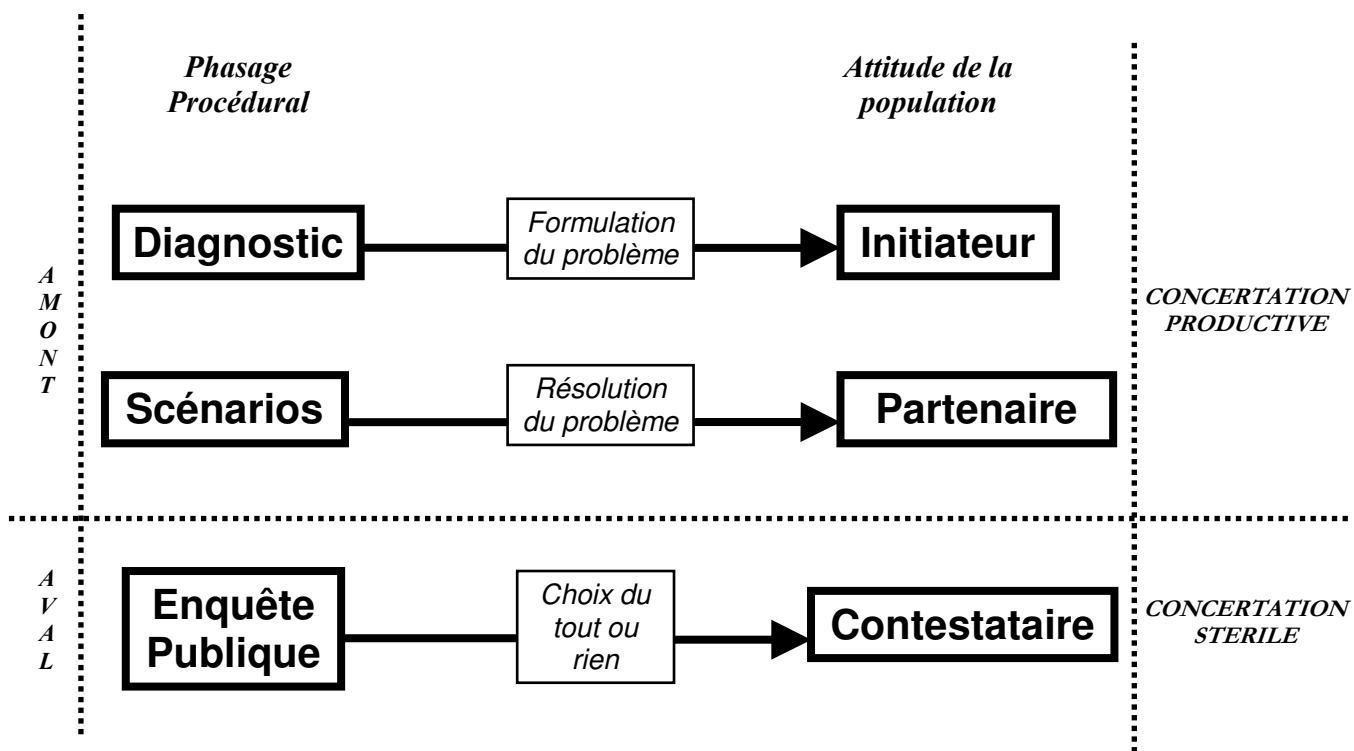 Phasage
Procédural
Attitude de la
population
A
M
O
N
T
Diagnostic
Formulation
du problème
Initiateur
CONCERTATION
PRODUCTIVE
Scénarios
Résolution
du problème
Partenaire
A
V
A
L
Enquête
Publique
Choix du
tout ou
rien
Contestataire
CONCERTATION
STERILE